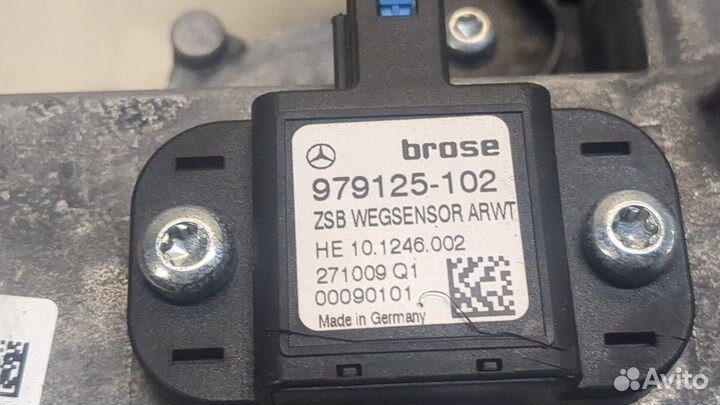 brose
979125-102
ZSB WEGSENSOR ARWT
HE 10.1246.002
271009 Q1
00090101
Made in Germany
Avito